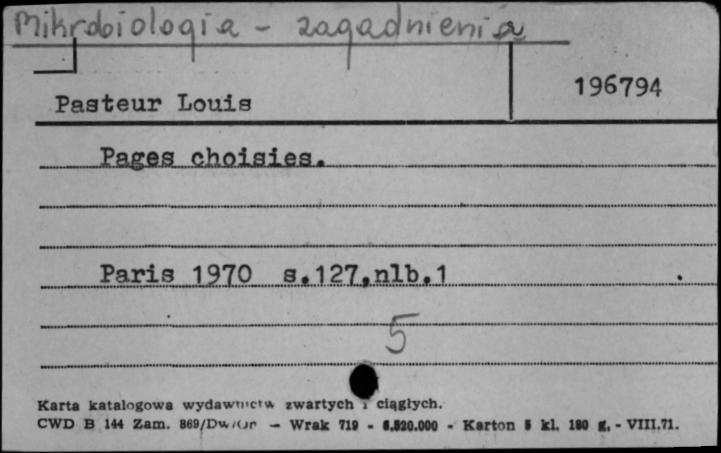 Mikrobiologia - zagadnienia
196794
Pasteur Louis
Pages choisies.
Paris 1970 s.127,nlb.1
5
Karta katalogowa wydawnictw zwartych i ciągłych.
CWD B 144 Zam. 869/Dw/Or — Wrak 719 - 6.520.000 - Karton 5 kl. 180 g. - VIII.71.